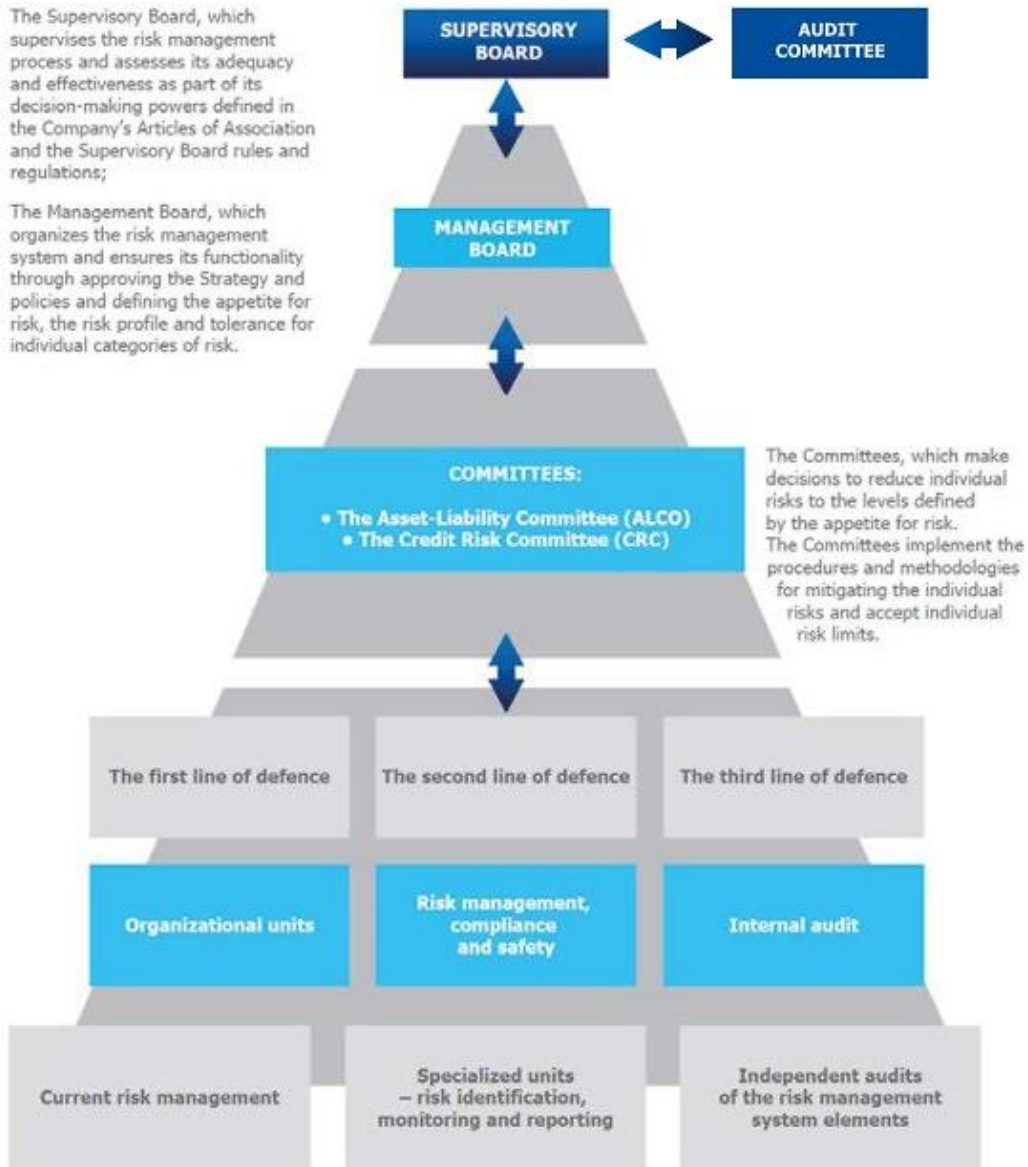 The Supervisory Board, which
supervises the risk management
process and assesses its adequacy
and effectiveness as part of its
decision-making powers defined in
the Company's Articles of Association
and the Supervisory Board rules and
regulations;
The Management Board, which
organizes the risk management
system and ensures its functionality
through approving the Strategy and
policies and defining the appetite for
risk, the risk profile and tolerance for
individual categories of risk.
SUPERVISORY
BOARD
AUDIT
COMMITTEE
MANAGEMENT
BOARD
COMMITTEES:
• The Asset-Liability Committee (ALCO)
• The Credit Risk Committee (CRC)
The Committees, which make
decisions to reduce individual
risks to the levels defined
by the appetite for risk.
The Committees implement the
procedures and methodologies
for mitigating the individual
risks and accept individual
risk limits.
The first line of defence
The second line of defence
The third line of defence
Organizational units
Risk management,
compliance
and safety
Internal audit
Current risk management
Specialized units
– risk identification,
monitoring and reporting
Independent audits
of the risk management
system elements